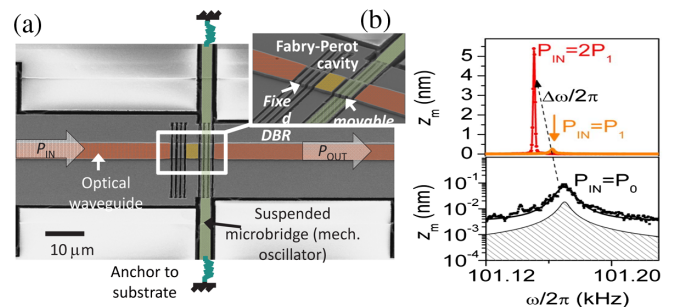 (a)
(b)
Fabry-Perot
cavity
Fixe
d
DBR
movable
P_IN
P_OUT
Optical
waveguide
10 μm
Suspended
microbridge (mech.
oscillator)
Anchor to
substrate
z_m (nm)
5
4
3
2
1
0
P_IN=2P_1
Δω/2π
P_IN=P_1
z_m (nm)
10^-1
10^-2
10^-3
10^-4
P_IN=P_0
101.12
101.20
ω/2π (kHz)